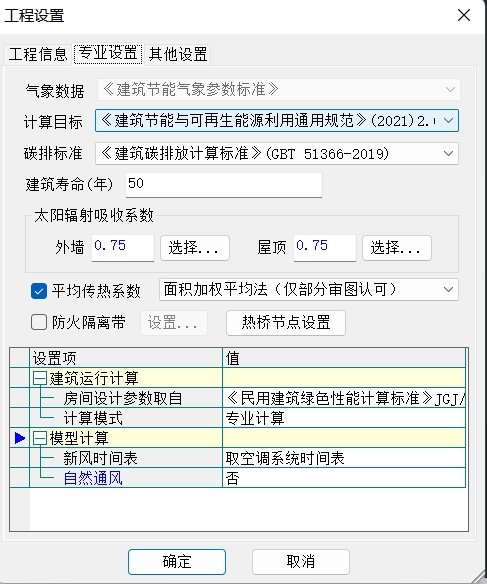 工程设置
工程信息 专业设置 其他设置
气象数据 《建筑节能气象参数标准》
计算目标 《建筑节能与可再生能源利用通用规范》(2021)2.
碳排标准 《建筑碳排放计算标准》(GBT 51366-2019)
建筑寿命(年) 50
太阳辐射吸收系数
外墙 0.75 选择... 屋顶 0.75 选择...
平均传热系数 面积加权平均法（仅部分审图认可）
防火隔离带 设置... 热桥节点设置
设置项 值
建筑运行计算
房间设计参数取自 《民用建筑绿色性能计算标准》JGJ/
计算模式 专业计算
模型计算
新风时间表 取空调系统时间表
自然通风 否
确定 取消